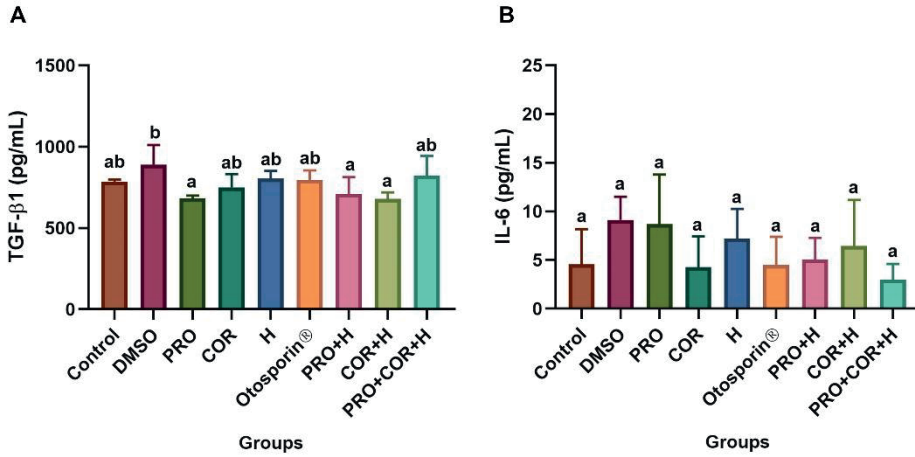 A
TGF-β1 (pg/mL)
1500
1000
500
0
ab
b
a
ab
ab
ab
a
a
ab
Control
DMSO
PRO
COR
H
Otosporin®
PRO+H
COR+H
PRO+COR+H
Groups
B
IL-6 (pg/mL)
25
20
15
10
5
0
a
a
a
a
a
a
a
a
a
Control
DMSO
PRO
COR
H
Otosporin®
PRO+H
COR+H
PRO+COR+H
Groups